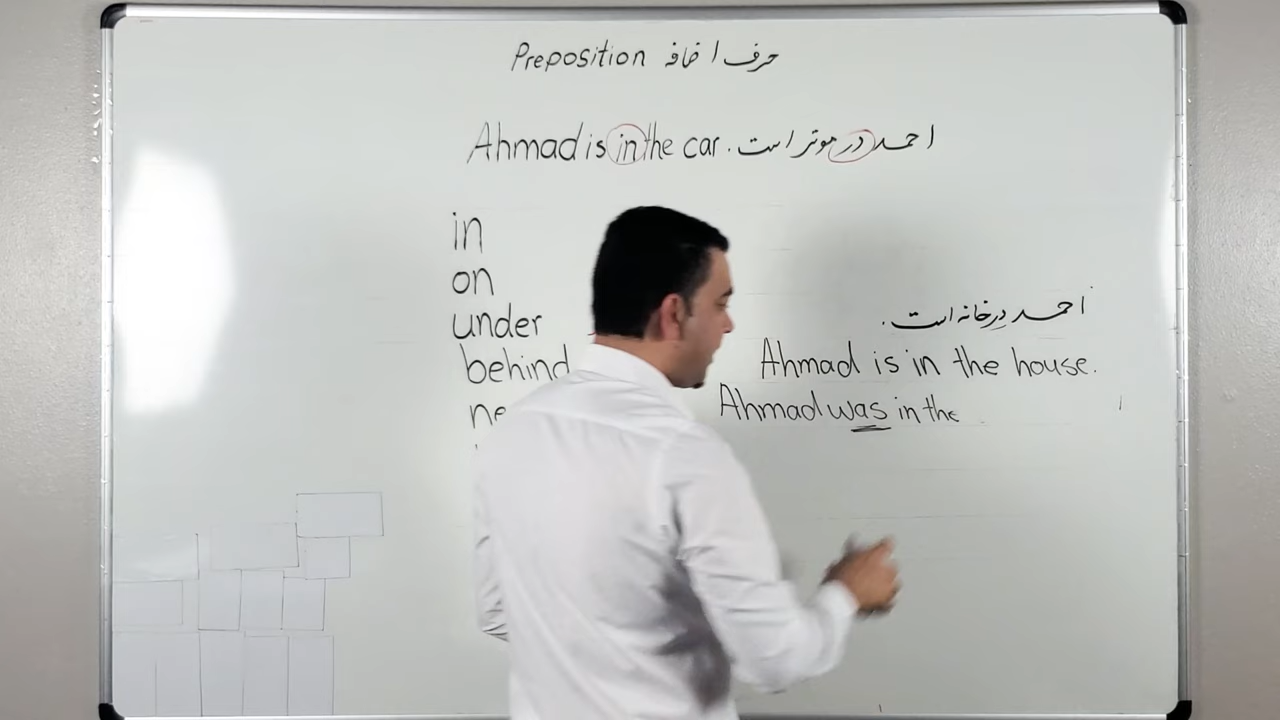 Preposition حرف اضافه
Ahmad is in the car. احمد در موتر است
in
on
under
behind
احمد در خانه است.
Ahmad is in the house.
ne
Ahmad was in the